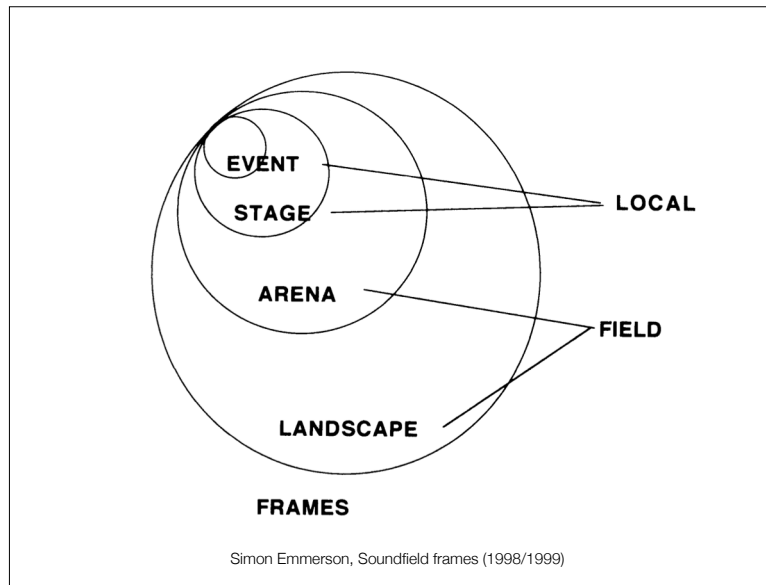 EVENT
STAGE
LOCAL
ARENA
FIELD
LANDSCAPE
FRAMES
Simon Emmerson, Soundfield frames (1998/1999)